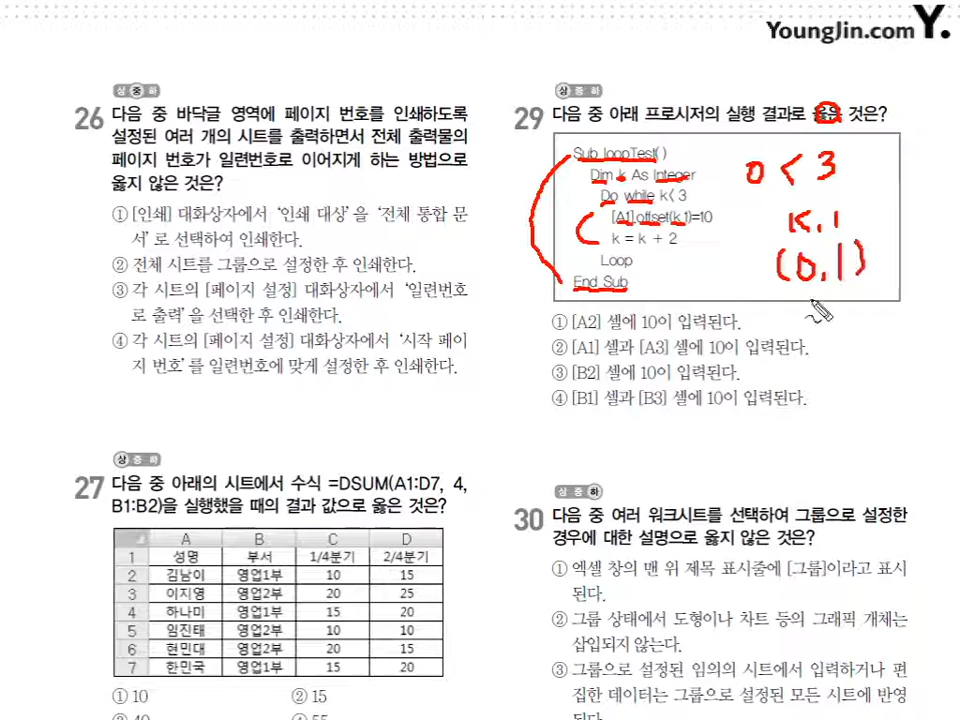 YoungJin.com Y.
상 중 하
26 다음 중 바닥글 영역에 페이지 번호를 인쇄하도록
설정된 여러 개의 시트를 출력하면서 전체 출력물의
페이지 번호가 일련번호로 이어지게 하는 방법으로
옳지 않은 것은?
① [인쇄] 대화상자에서 ‘인쇄 대상’을 ‘전체 통합 문
서’로 선택하여 인쇄한다.
② 전체 시트를 그룹으로 설정한 후 인쇄한다.
③ 각 시트의 [페이지 설정] 대화상자에서 ‘일련번호
로 출력’을 선택한 후 인쇄한다.
④ 각 시트의 [페이지 설정] 대화상자에서 ‘시작 페이
지 번호’를 일련번호에 맞게 설정한 후 인쇄한다.
상 중 하
27 다음 중 아래의 시트에서 수식 =DSUM(A1:D7, 4,
B1:B2)을 실행했을 때의 결과 값으로 옳은 것은?
A B C D
1 성명 부서 1/4분기 2/4분기
2 김남이 영업1부 10 15
3 이지영 영업2부 20 25
4 하나미 영업1부 15 20
5 임진태 영업2부 10 10
6 현민대 영업2부 20 15
7 한민국 영업1부 15 20
① 10 ② 15
상 중 하
29 다음 중 아래 프로시저의 실행 결과로 옳은 것은?
Sub loopTest( )
Dim k As Integer
Do while k< 3
[A1].offset(k,1)=10
k = k + 2
Loop
End Sub
0 < 3
k, 1
(0, 1)
① [A2] 셀에 10이 입력된다.
② [A1] 셀과 [A3] 셀에 10이 입력된다.
③ [B2] 셀에 10이 입력된다.
④ [B1] 셀과 [B3] 셀에 10이 입력된다.
상 중 하
30 다음 중 여러 워크시트를 선택하여 그룹으로 설정한
경우에 대한 설명으로 옳지 않은 것은?
① 엑셀 창의 맨 위 제목 표시줄에 [그룹]이라고 표시
된다.
② 그룹 상태에서 도형이나 차트 등의 그래픽 개체는
삽입되지 않는다.
③ 그룹으로 설정된 임의의 시트에서 입력하거나 편
집한 데이터는 그룹으로 설정된 모든 시트에 반영